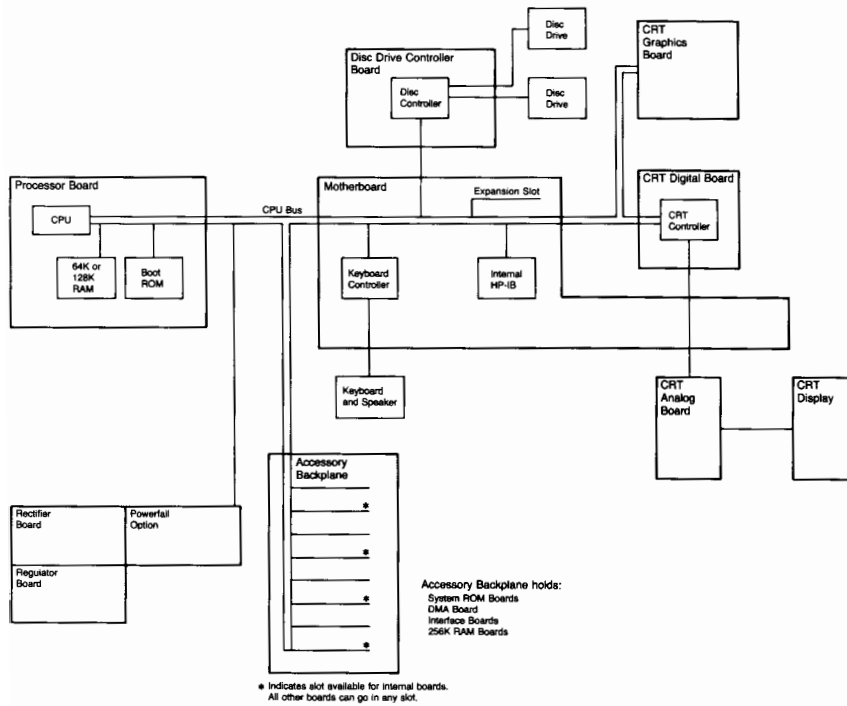 Disc
Drive
CRT
Graphics
Board
Disc Drive Controller
Board
Disc
Controller
Disc
Drive
Processor Board
Motherboard
Expansion Slot
CRT Digital Board
CPU
CPU Bus
CRT
Controller
64K or
128K
RAM
Boot
ROM
Keyboard
Controller
Internal
HP-IB
Keyboard
and Speaker
CRT
Analog
Board
CRT
Display
Accessory
Backplane
Rectifier
Board
Powerfail
Option
*
*
Regulator
Board
*
*
Accessory Backplane holds:
System ROM Boards
DMA Board
Interface Boards
256K RAM Boards
* Indicates slot available for internal boards.
All other boards can go in any slot.